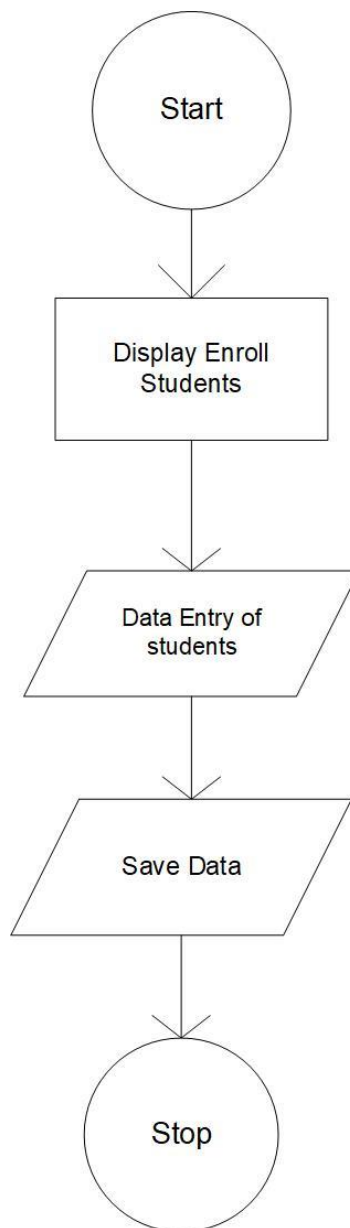 Start
Display Enroll
Students
Data Entry of
students
Save Data
Stop